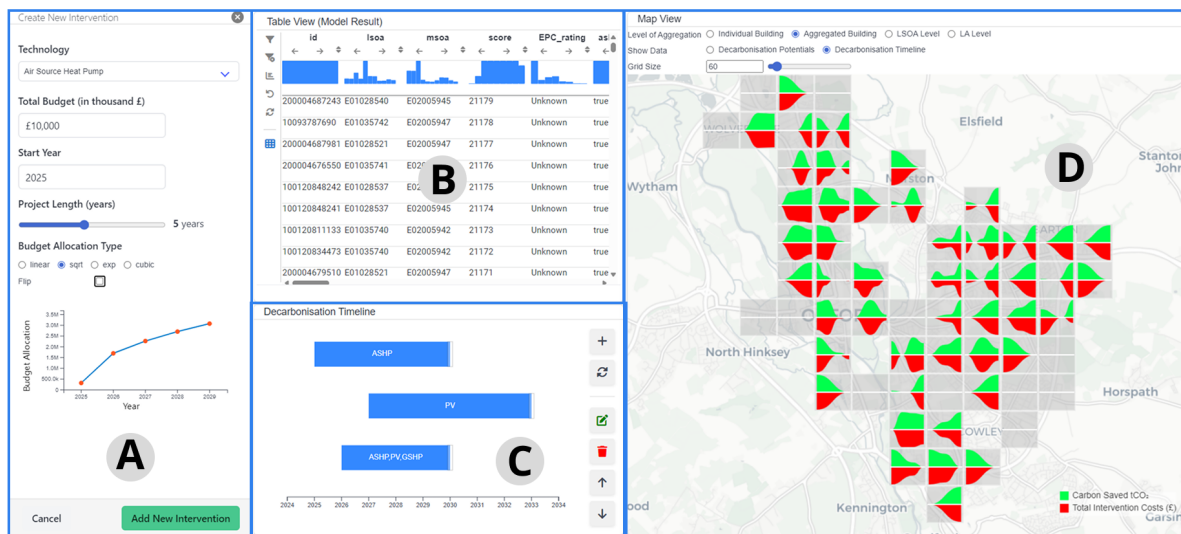 Create New Intervention
Technology
Air Source Heat Pump
Total Budget (in thousand £)
£10,000
Start Year
2025
Project Length (years)
5 years
Budget Allocation Type
linear sqrt exp cubic
Flip
Budget Allocation
3.5M
3.0M
2.5M
2.0M
1.5M
1.0M
500.0k
0
2025 2026 2027 2028 2029
Year
A
Cancel
Add New Intervention
Table View (Model Result)
id lsoa msoa score EPC_rating
200004687243 E01028540 E02005945 21179 Unknown true
10093787690 E01035742 E02005947 21178 Unknown true
200004687981 E01028521 E02005947 21177 Unknown true
200004676550 E01035741 21176 Unknown true
100120848242 E01028537 21175 Unknown true
100120848241 E01028537 E02005945 21174 Unknown true
100120811133 E01035740 E02005942 21173 Unknown true
100120834473 E01035740 E02005942 21172 Unknown true
200004679510 E01028521 E02005947 21171 Unknown true
B
Decarbonisation Timeline
ASHP
PV
ASHP,PV,GSHP
C
2024 2025 2026 2027 2028 2029 2030 2031 2032 2033 2034
Map View
Level of Aggregation Individual Building Aggregated Building LSOA Level LA Level
Show Data Decarbonisation Potentials Decarbonisation Timeline
Grid Size 60
Elsfield
D
Wytham
North Hinksey
Horspath
Kennington
Carbon Saved tCO₂
Total Intervention Costs (£)